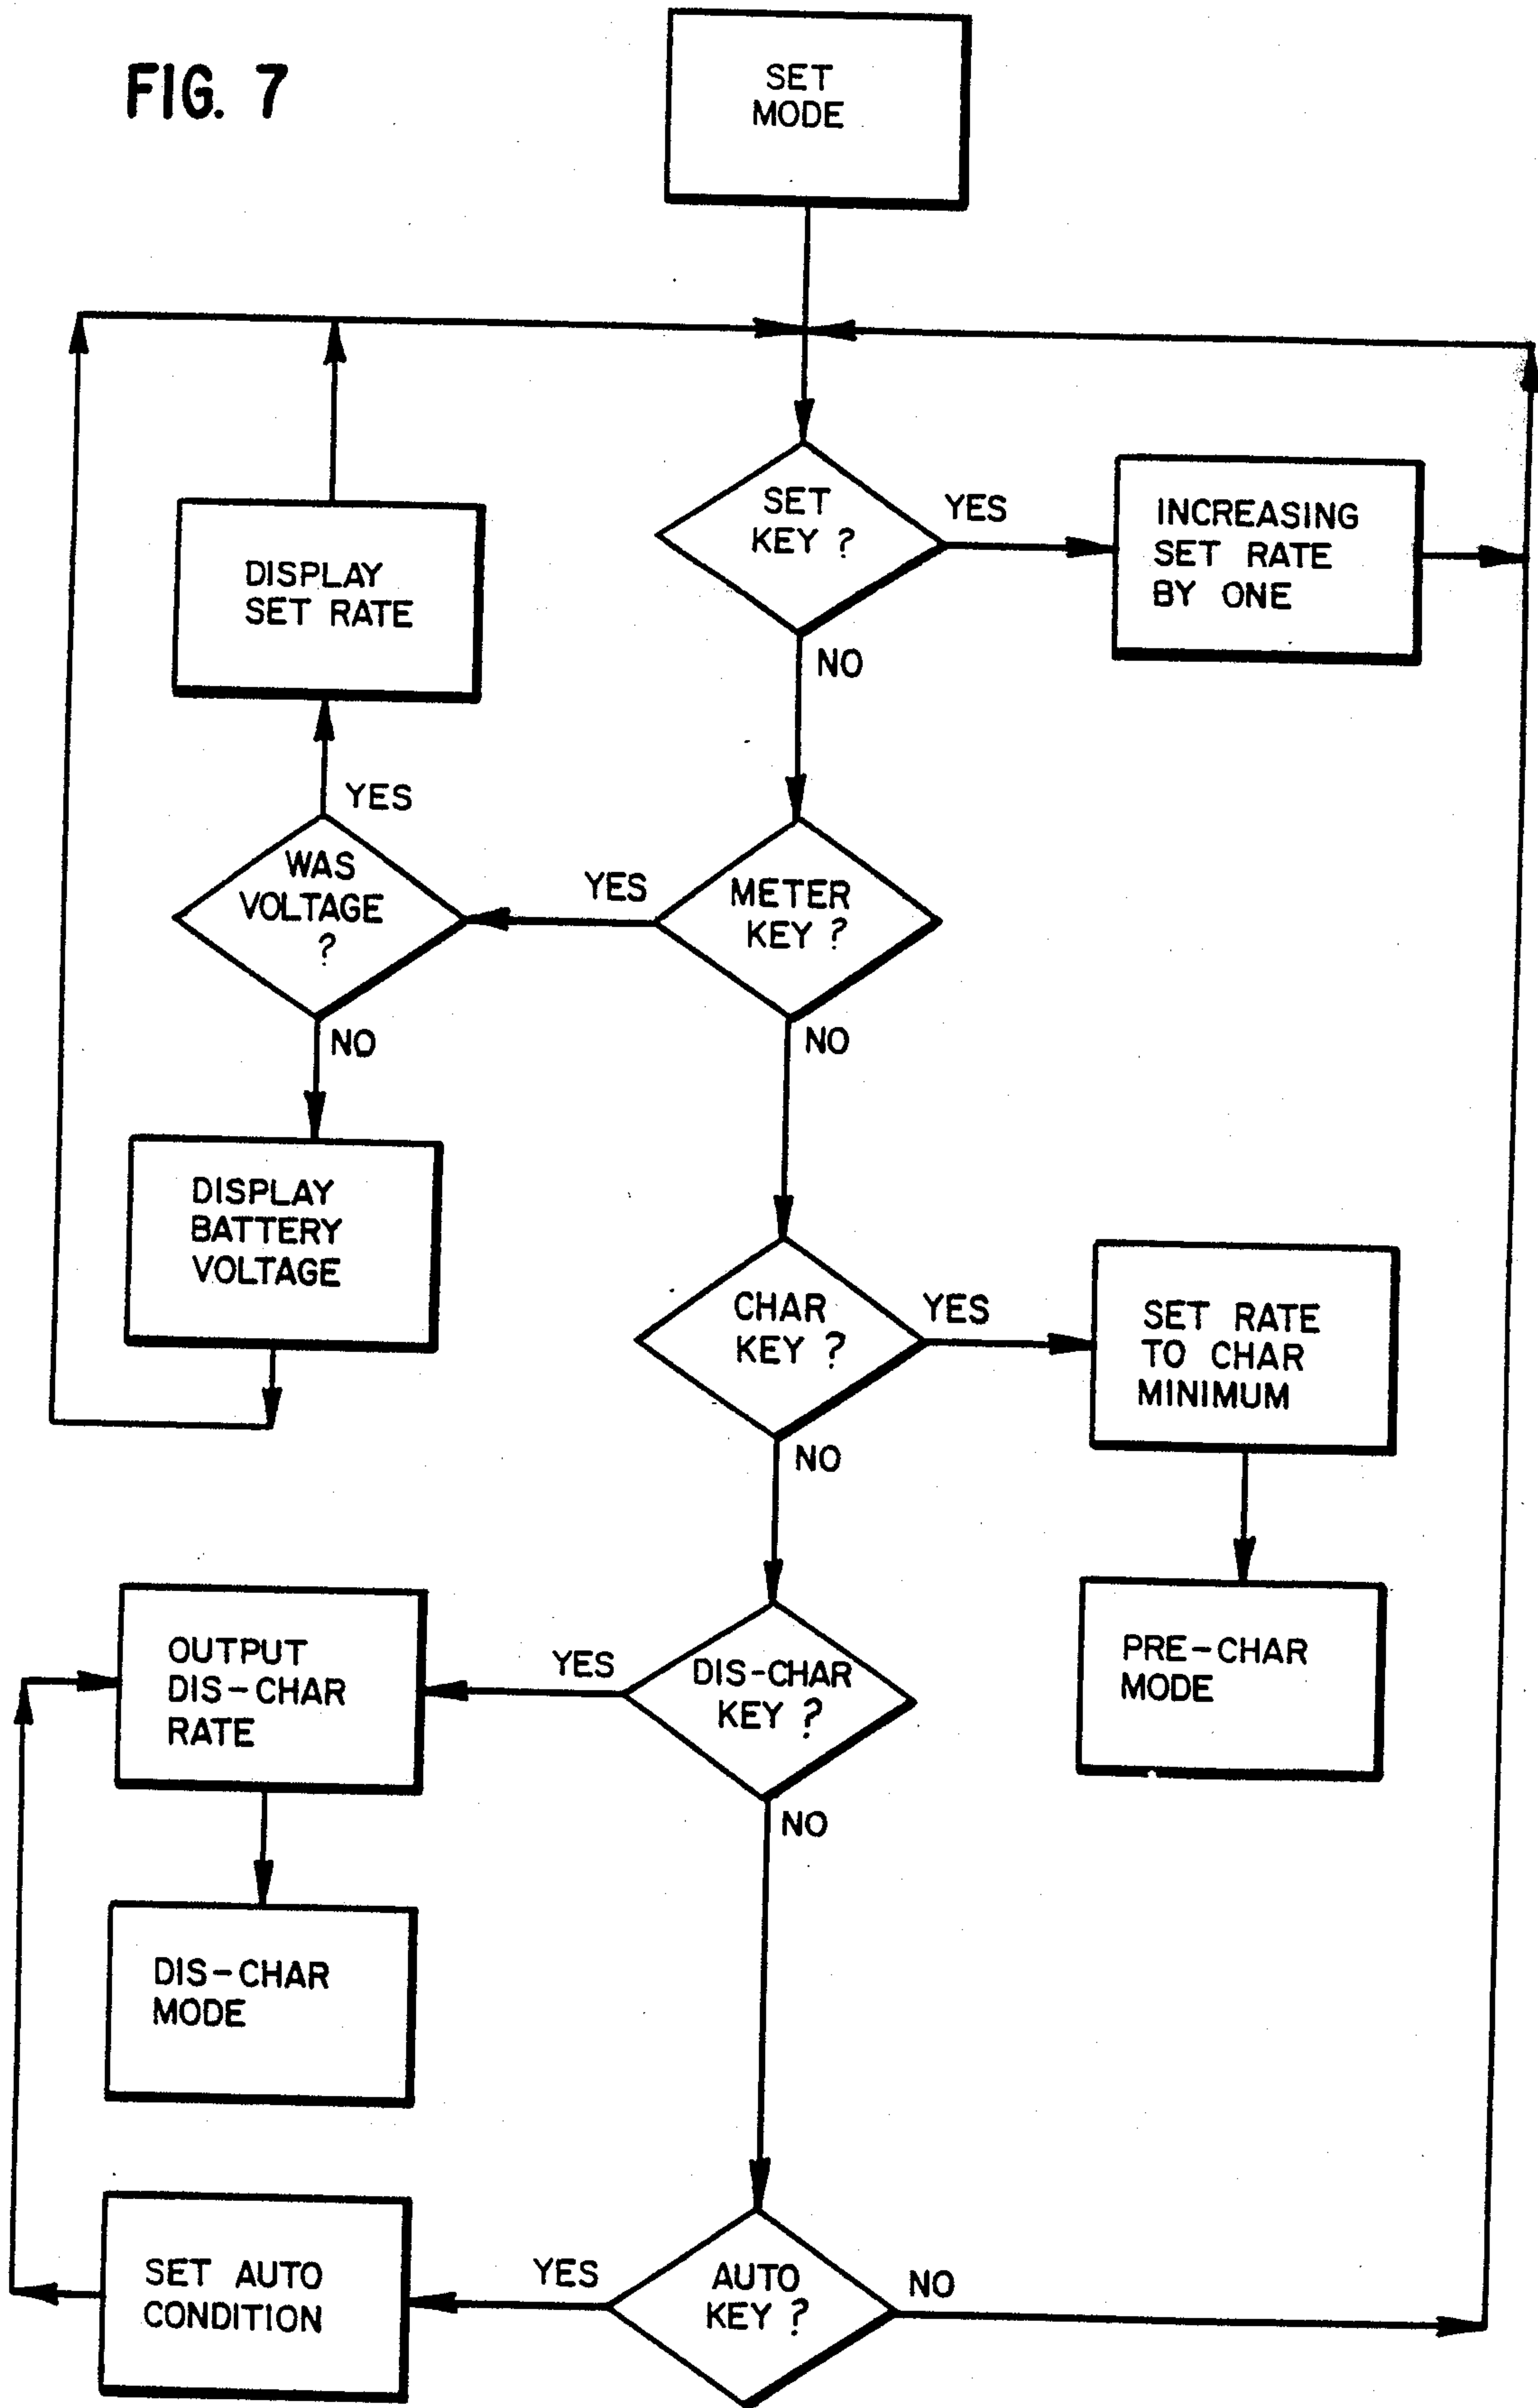 FIG. 7
SET
MODE
SET
KEY ?
YES
INCREASING
SET RATE
BY ONE
DISPLAY
SET RATE
NO
YES
WAS
VOLTAGE
?
YES
METER
KEY ?
NO
NO
DISPLAY
BATTERY
VOLTAGE
CHAR
KEY ?
YES
SET RATE
TO CHAR
MINIMUM
NO
OUTPUT
DIS-CHAR
RATE
YES
DIS-CHAR
KEY ?
PRE-CHAR
MODE
NO
DIS-CHAR
MODE
SET AUTO
CONDITION
YES
AUTO
KEY ?
NO